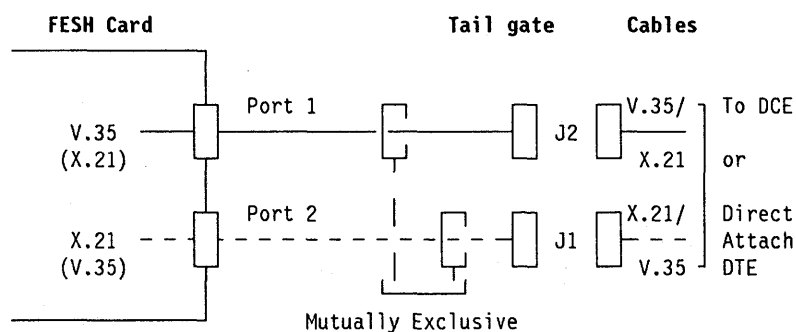 FESH Card Tail gate Cables
Port 1 V.35/ To DCE
V.35 J2
(X.21) X.21 or
Port 2 X.21/ Direct
X.21 J1 Attach
(V.35) V.35 DTE
Mutually Exclusive